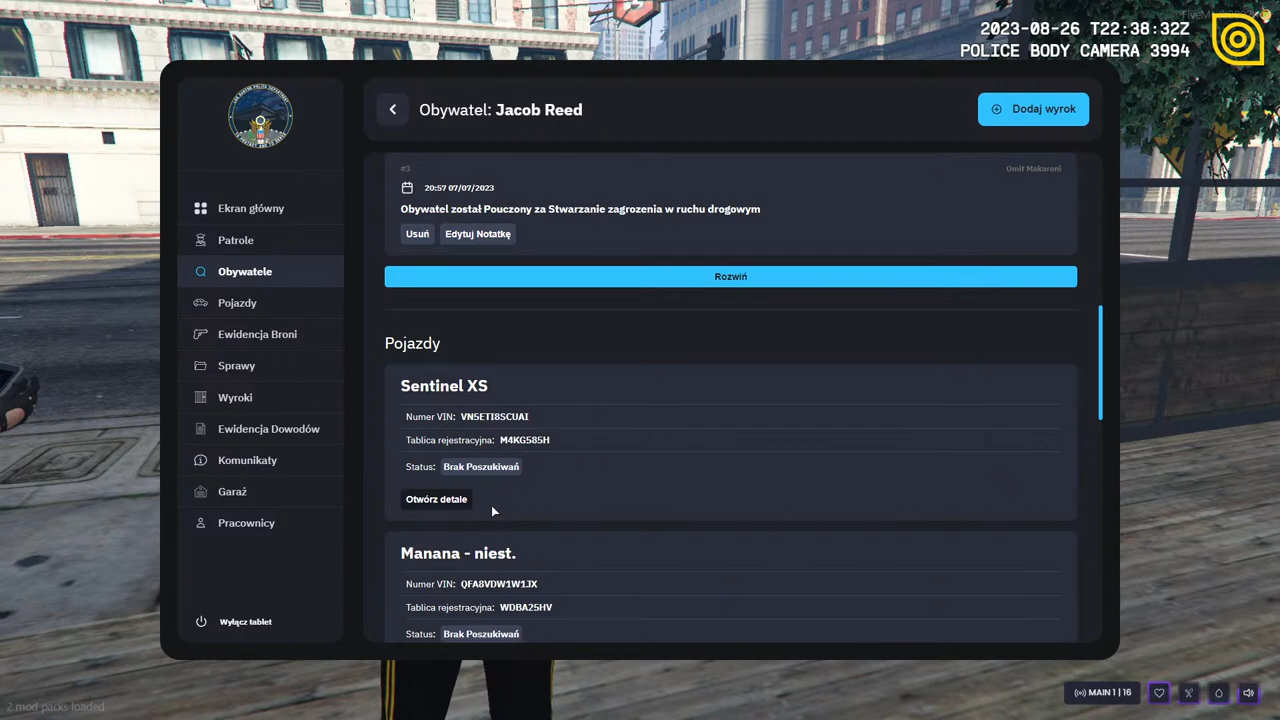 2023-08-26 T22:38:32Z
POLICE BODY CAMERA 3994
Obywatel: Jacob Reed
Dodaj wyrok
Ekran główny
Patrole
Obywatele
Pojazdy
Ewidencja Broni
Sprawy
Wyroki
Ewidencja Dowodów
Komunikaty
Garaż
Pracownicy
Wyłącz tablet
#3
Omit Makaroni
20:57 07/07/2023
Obywatel został Pouczony za Stwarzanie zagrozenia w ruchu drogowym
Usuń
Edytuj Notatkę
Rozwiń
Pojazdy
Sentinel XS
Numer VIN: VN5ETI8SCUAI
Tablica rejestracyjna: M4KG585H
Status: Brak Poszukiwań
Otwórz detale
Manana - niest.
Numer VIN: QFA8VDW1W1JX
Tablica rejestracyjna: WDBA25HV
Status: Brak Poszukiwań
MAIN 1 | 16
2 mod packs loaded